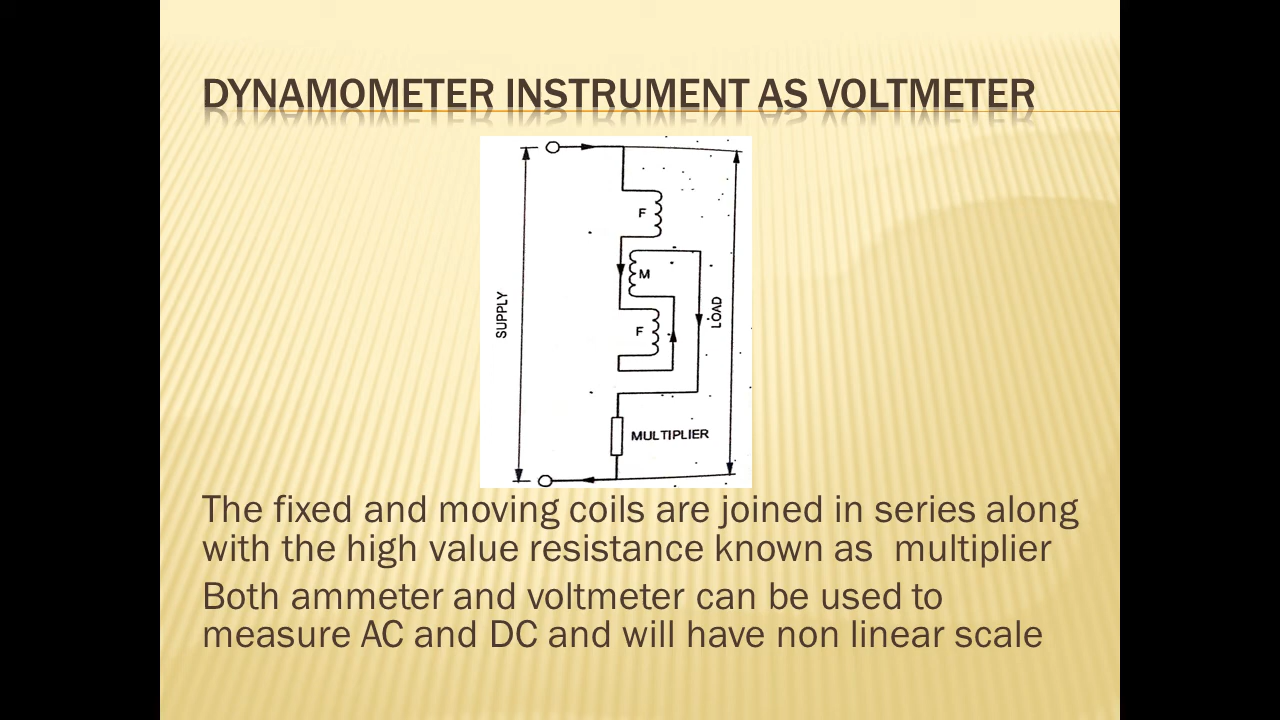 DYNAMOMETER INSTRUMENT AS VOLTMETER
F
M
SUPPLY
LOAD
F
MULTIPLIER
The fixed and moving coils are joined in series along
with the high value resistance known as  multiplier
Both ammeter and voltmeter can be used to
measure AC and DC and will have non linear scale